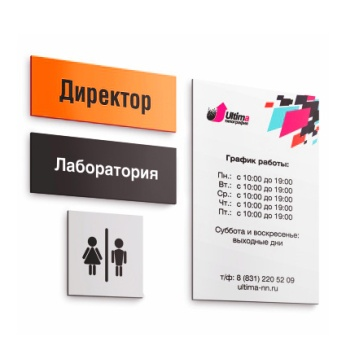 Директор
Лаборатория
Ultima
типография
График работы:
Пн.: с 10:00 до 19:00
Вт.: с 10:00 до 19:00
Ср.: с 10:00 до 19:00
Чт.: с 10:00 до 19:00
Пт.: с 10:00 до 19:00
Суббота и воскресенье:
выходные дни
т/ф: 8 (831) 220 52 09
ultima-nn.ru